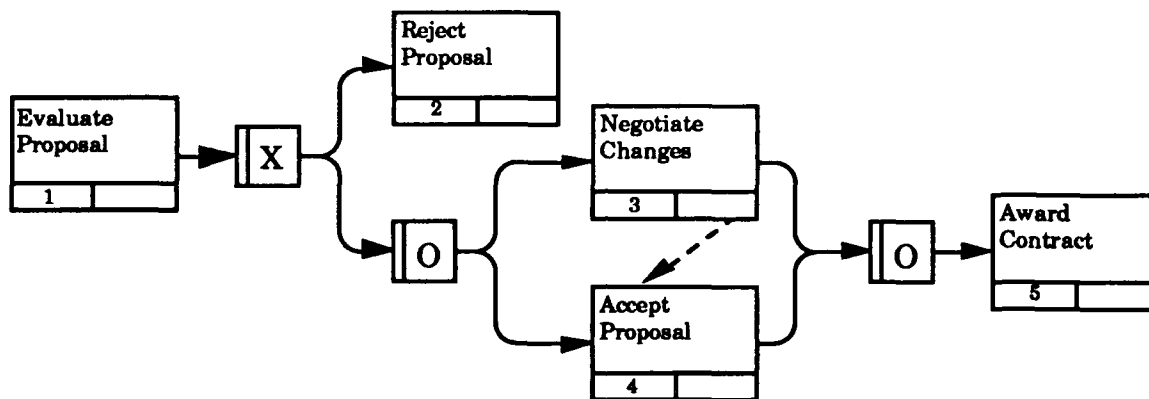 Reject
Proposal
2
Evaluate
Proposal
1
X
Negotiate
Changes
3
O
Accept
Proposal
4
O
Award
Contract
5